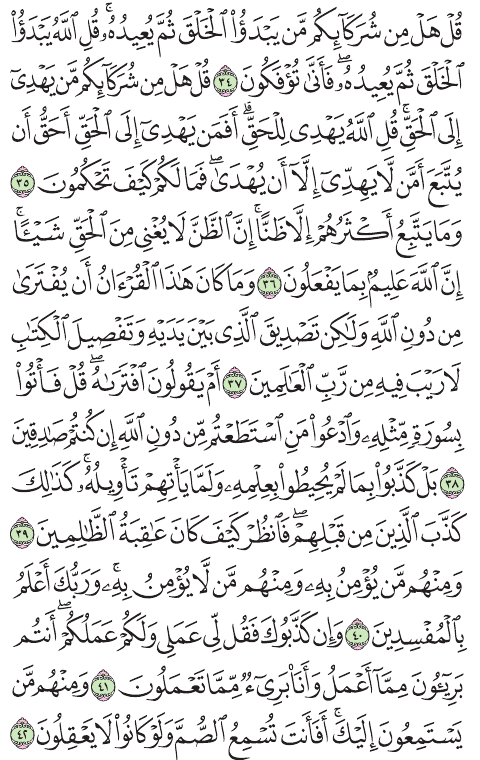 قُلْ هَلْ مِن شُرَكَآئِكُم مَّن يَبْدَؤُا۟ ٱلْخَلْقَ ثُمَّ يُعِيدُهُۥ ۚ قُلِ ٱللَّهُ يَبْدَؤُا۟
ٱلْخَلْقَ ثُمَّ يُعِيدُهُۥ ۖ فَأَنَّىٰ تُؤْفَكُونَ ٣٤ قُلْ هَلْ مِن شُرَكَآئِكُم مَّن يَهْدِىٓ
إِلَى ٱلْحَقِّ ۚ قُلِ ٱللَّهُ يَهْدِى لِلْحَقِّ ۗ أَفَمَن يَهْدِىٓ إِلَى ٱلْحَقِّ أَحَقُّ أَن
يُتَّبَعَ أَمَّن لَّا يَهِدِّىٓ إِلَّآ أَن يُهْدَىٰ ۖ فَمَا لَكُمْ كَيْفَ تَحْكُمُونَ ٣٥
وَمَا يَتَّبِعُ أَكْثَرُهُمْ إِلَّا ظَنًّا ۚ إِنَّ ٱلظَّنَّ لَا يُغْنِى مِنَ ٱلْحَقِّ شَيْـًٔا ۚ
إِنَّ ٱللَّهَ عَلِيمٌۢ بِمَا يَفْعَلُونَ ٣٦ وَمَا كَانَ هَٰذَا ٱلْقُرْءَانُ أَن يُفْتَرَىٰ
مِن دُونِ ٱللَّهِ وَلَٰكِن تَصْدِيقَ ٱلَّذِى بَيْنَ يَدَيْهِ وَتَفْصِيلَ ٱلْكِتَٰبِ
لَا رَيْبَ فِيهِ مِن رَّبِّ ٱلْعَٰلَمِينَ ٣٧ أَمْ يَقُولُونَ ٱفْتَرَىٰهُ ۖ قُلْ فَأْتُوا۟
بِسُورَةٍ مِّثْلِهِۦ وَٱدْعُوا۟ مَنِ ٱسْتَطَعْتُم مِّن دُونِ ٱللَّهِ إِن كُنتُمْ صَٰدِقِينَ
٣٨ بَلْ كَذَّبُوا۟ بِمَا لَمْ يُحِيطُوا۟ بِعِلْمِهِۦ وَلَمَّا يَأْتِهِمْ تَأْوِيلُهُۥ ۚ كَذَٰلِكَ
كَذَّبَ ٱلَّذِينَ مِن قَبْلِهِمْ ۖ فَٱنظُرْ كَيْفَ كَانَ عَٰقِبَةُ ٱلظَّٰلِمِينَ ٣٩
وَمِنْهُم مَّن يُؤْمِنُ بِهِۦ وَمِنْهُم مَّن لَّا يُؤْمِنُ بِهِۦ ۚ وَرَبُّكَ أَعْلَمُ
بِٱلْمُفْسِدِينَ ٤٠ وَإِن كَذَّبُوكَ فَقُل لِّى عَمَلِى وَلَكُمْ عَمَلُكُمْ ۖ أَنتُم
بَرِيٓـُٔونَ مِمَّآ أَعْمَلُ وَأَنَا۠ بَرِىٓءٌ مِّمَّا تَعْمَلُونَ ٤١ وَمِنْهُم مَّن
يَسْتَمِعُونَ إِلَيْكَ ۚ أَفَأَنتَ تُسْمِعُ ٱلصُّمَّ وَلَوْ كَانُوا۟ لَا يَعْقِلُونَ ٤٢